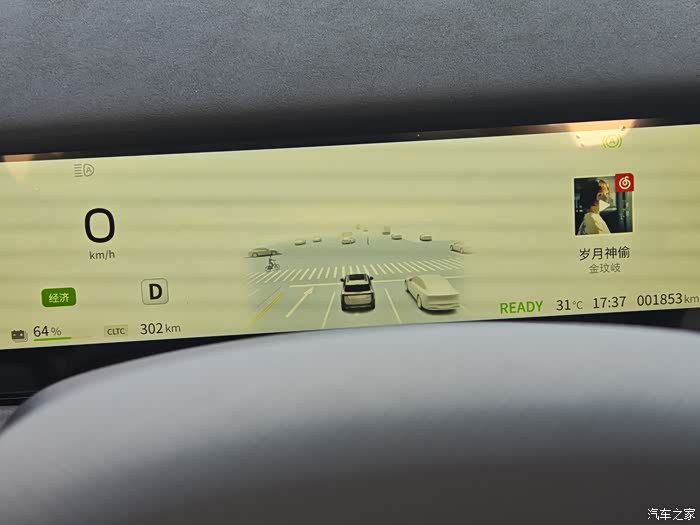 A
0
km/h
经济
D
64%
CLTC
302km
A
岁月神偷
金玟岐
READY
31°C
17:37
001853km
汽车之家